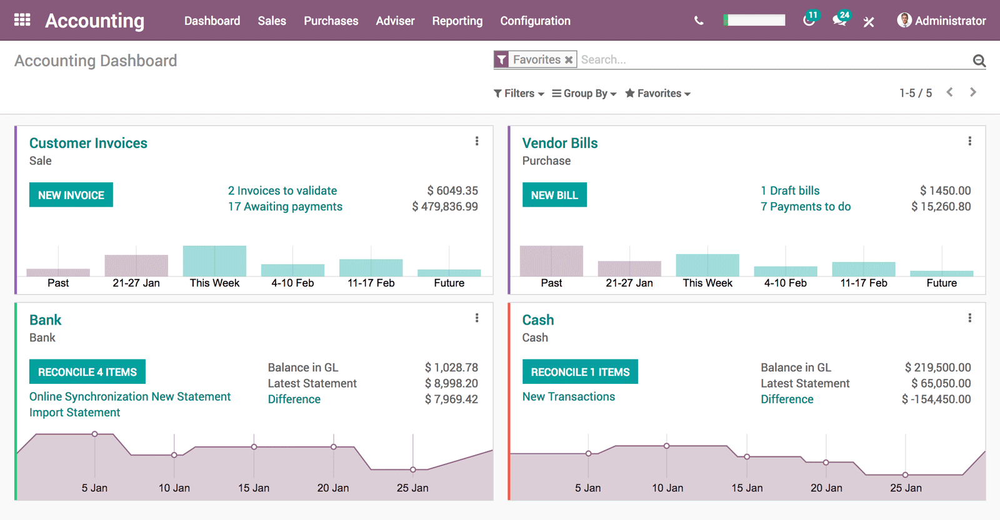 Accounting Dashboard Sales Purchases Adviser Reporting Configuration 11 24 Administrator
Accounting Dashboard
Favorites Search...
Filters Group By Favorites 1-5 / 5
Customer Invoices
Sale
NEW INVOICE
2 Invoices to validate $ 6049.35
17 Awaiting payments $ 479,836.99
Past 21-27 Jan This Week 4-10 Feb 11-17 Feb Future
Vendor Bills
Purchase
NEW BILL
1 Draft bills $ 1450.00
7 Payments to do $ 15,260.80
Past 21-27 Jan This Week 4-10 Feb 11-17 Feb Future
Bank
Bank
RECONCILE 4 ITEMS
Online Synchronization New Statement
Import Statement
Balance in GL $ 1,028.78
Latest Statement $ 8,998.20
Difference $ 7,969.42
5 Jan 10 Jan 15 Jan 20 Jan 25 Jan
Cash
Cash
RECONCILE 1 ITEMS
New Transactions
Balance in GL $ 219,500.00
Latest Statement $ 65,050.00
Difference $ -154,450.00
5 Jan 10 Jan 15 Jan 20 Jan 25 Jan